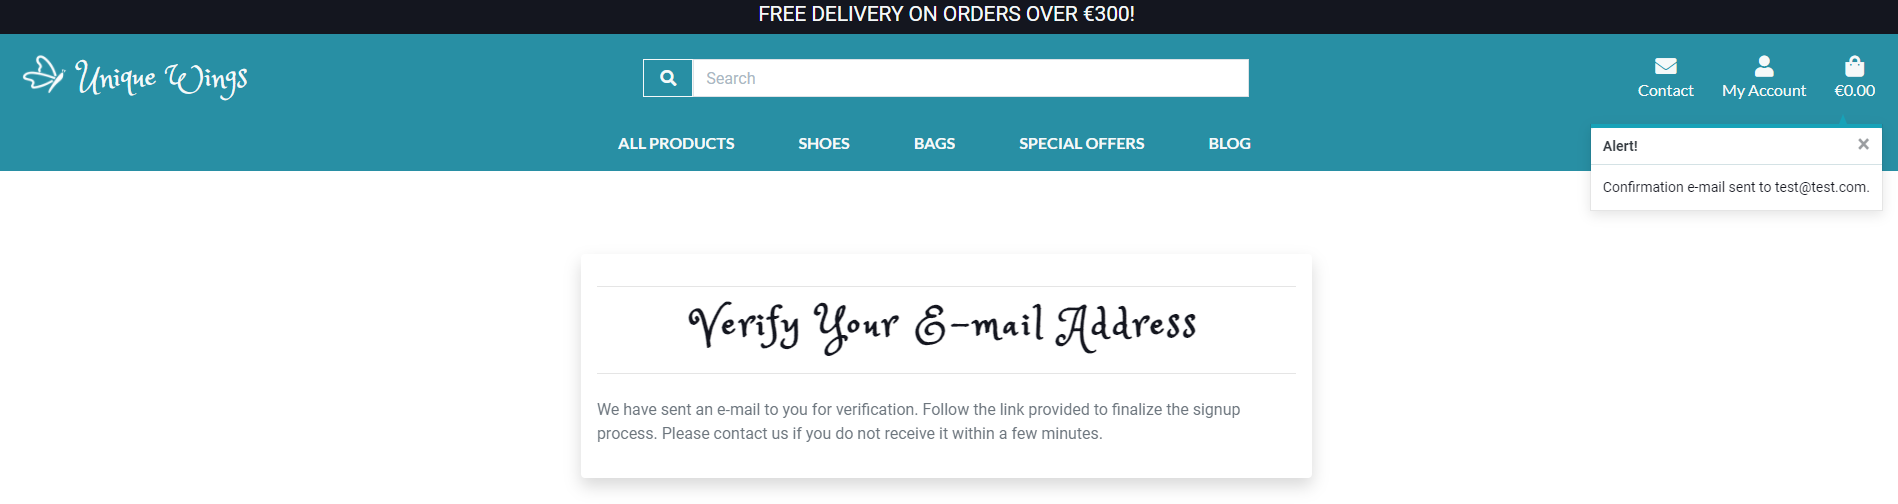 FREE DELIVERY ON ORDERS OVER €300!
Unique Wings
Search
Contact
My Account
€0.00
ALL PRODUCTS
SHOES
BAGS
SPECIAL OFFERS
BLOG
Alert!
×
Confirmation e-mail sent to test@test.com.
Verify Your E-mail Address
We have sent an e-mail to you for verification. Follow the link provided to finalize the signup
process. Please contact us if you do not receive it within a few minutes.